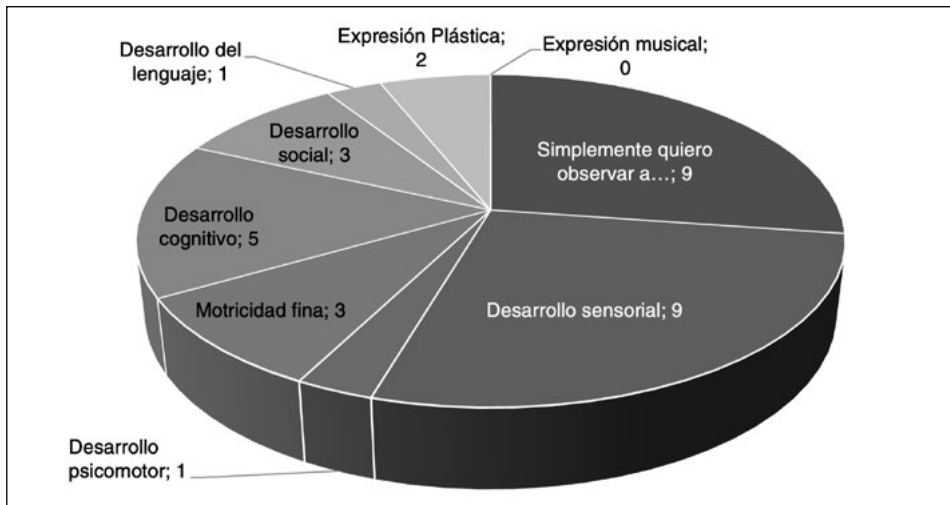 Expresión Plástica;
2
Expresión musical;
0
Desarrollo del
lenguaje; 1
Desarrollo
social; 3
Simplemente quiero
observar a...; 9
Desarrollo
cognitivo; 5
Motricidad fina; 3
Desarrollo sensorial; 9
Desarrollo
psicomotor; 1